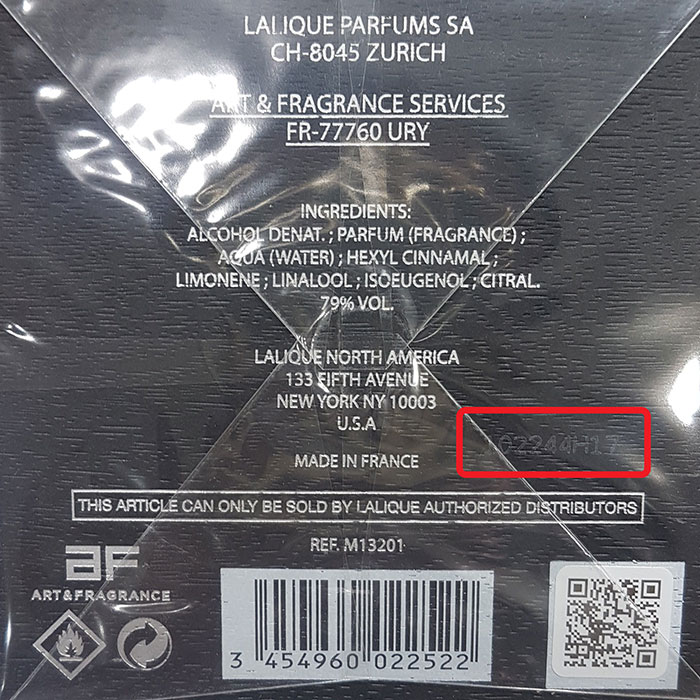 LALIQUE PARFUMS SA
CH-8045 ZURICH
ART & FRAGRANCE SERVICES
FR-77760 URY
INGREDIENTS:
ALCOHOL DENAT. ; PARFUM (FRAGRANCE) ;
AQUA (WATER) ; HEXYL CINNAMAL ;
LIMONENE ; LINALOOL ; ISOEUGENOL ; CITRAL.
79% VOL.
LALIQUE NORTH AMERICA
133 FIFTH AVENUE
NEW YORK NY 10003
U.S.A
MADE IN FRANCE
THIS ARTICLE CAN ONLY BE SOLD BY LALIQUE AUTHORIZED DISTRIBUTORS
REF. M13201
AF
ART&FRAGRANCE
3 454960 022522